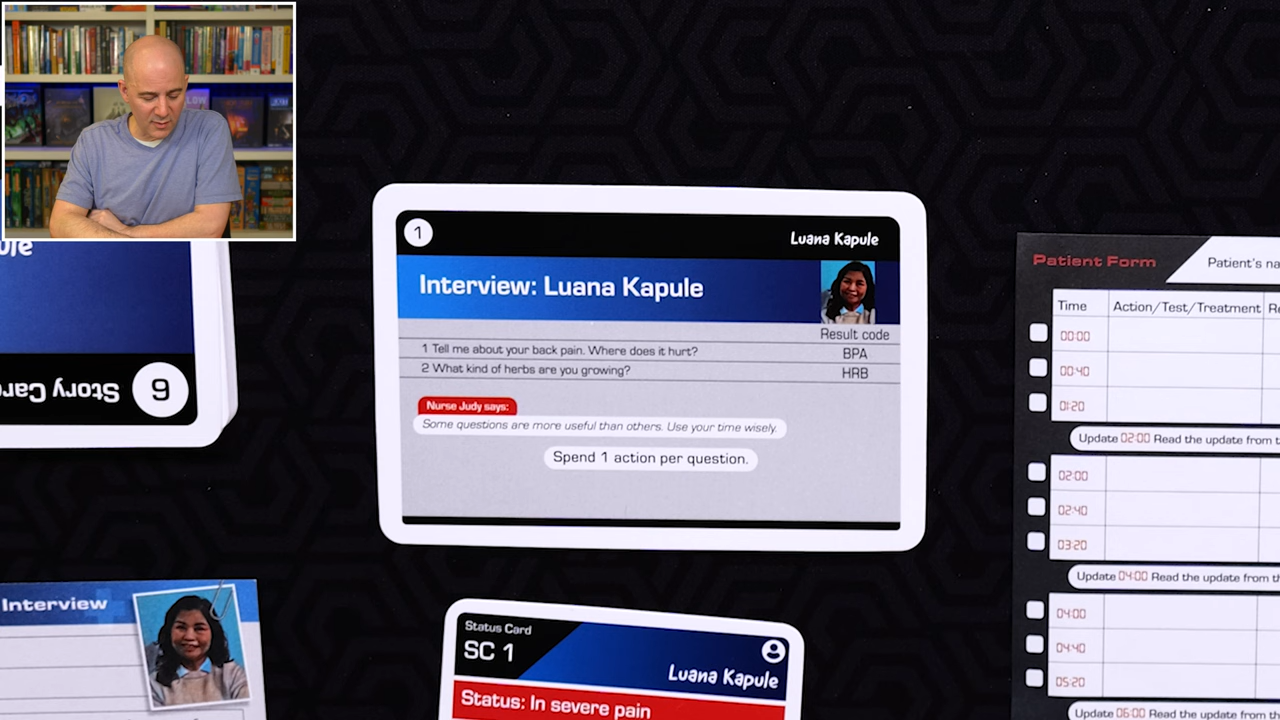 1
Luana Kapule
Interview: Luana Kapule
Result code
1 Tell me about your back pain. Where does it hurt?
BPA
2 What kind of herbs are you growing?
HRB
Nurse Judy says:
Some questions are more useful than others. Use your time wisely.
Spend 1 action per question.
ule
Story Car
9
Interview
Status Card
SC 1
Luana Kapule
Status: In severe pain
Patient Form
Patient's na
Time
Action/Test/Treatment
Re
00:00
00:40
01:20
Update 02:00 Read the update from t
02:00
02:40
03:20
Update 04:00 Read the update from th
04:00
04:40
05:20
Update 06:00 Read the update from th